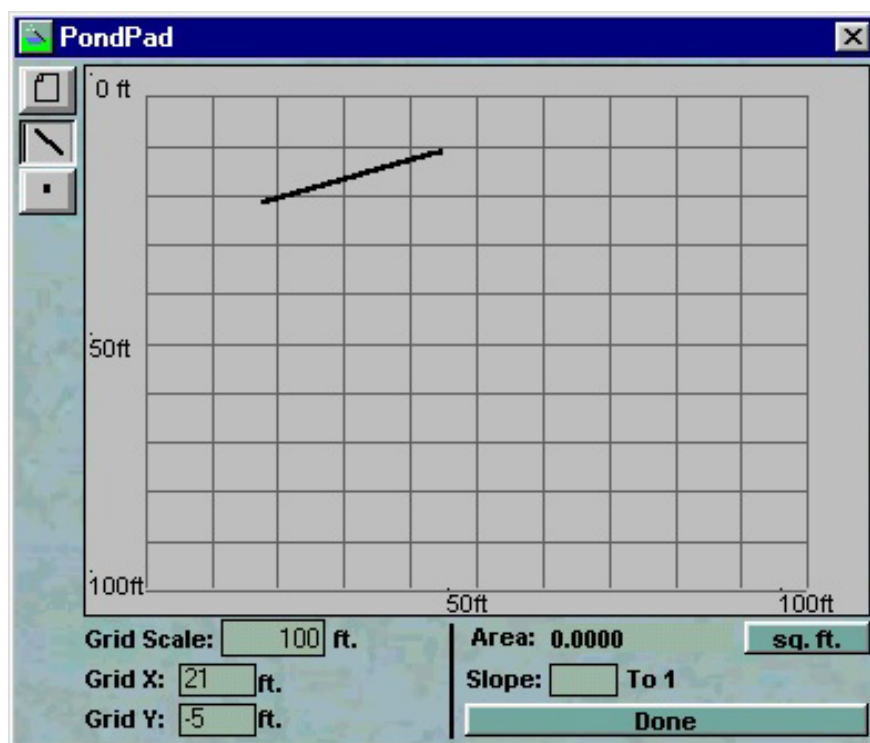 PondPad
0 ft
50ft
100ft
50ft 100ft
Grid Scale: 100 ft.
Grid X: 21 ft.
Grid Y: -5 ft.
Area: 0.0000 sq. ft.
Slope: To 1
Done